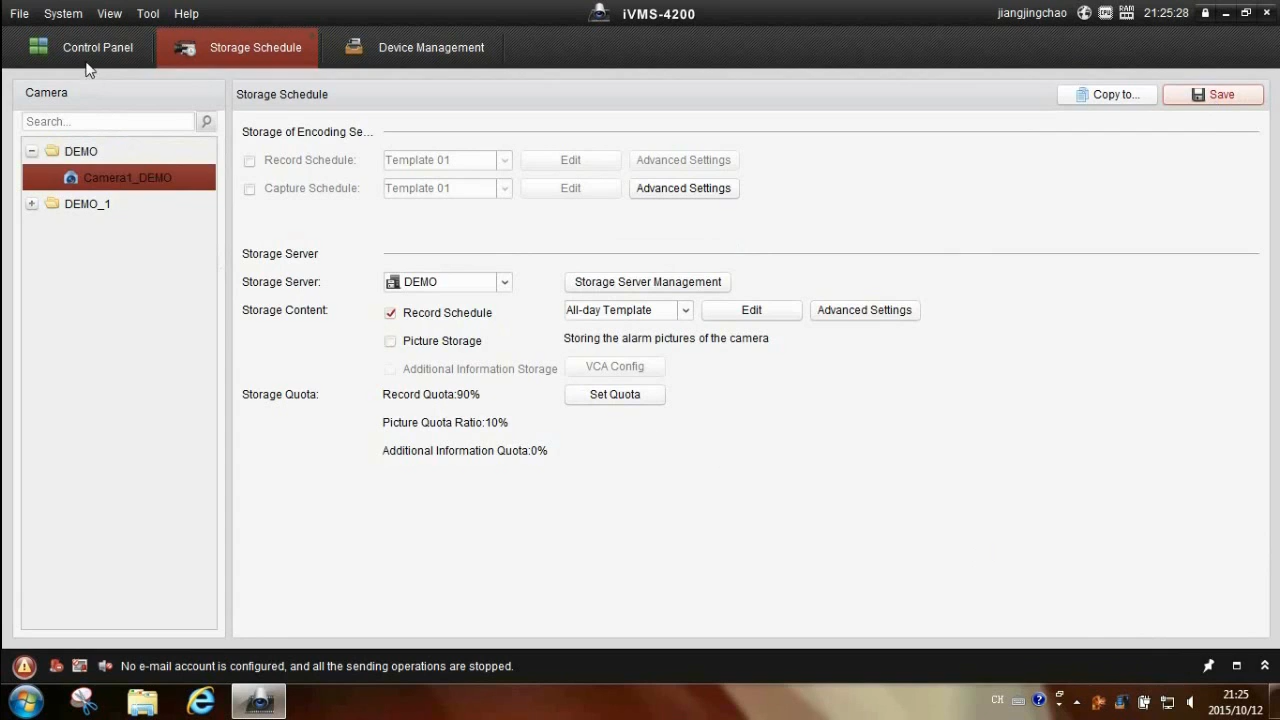 File System View Tool Help iVMS-4200 jiangjingchao 21:25:28
Control Panel Storage Schedule Device Management
Camera
Search...
DEMO
Camera1_DEMO
DEMO_1
Storage Schedule Copy to... Save
Storage of Encoding Se...
Record Schedule: Template 01 Edit Advanced Settings
Capture Schedule: Template 01 Edit Advanced Settings
Storage Server
Storage Server: DEMO Storage Server Management
Storage Content: Record Schedule All-day Template Edit Advanced Settings
Picture Storage Storing the alarm pictures of the camera
Additional Information Storage VCA Config
Storage Quota: Record Quota:90% Set Quota
Picture Quota Ratio:10%
Additional Information Quota:0%
No e-mail account is configured, and all the sending operations are stopped.
CH 21:25
2015/10/12